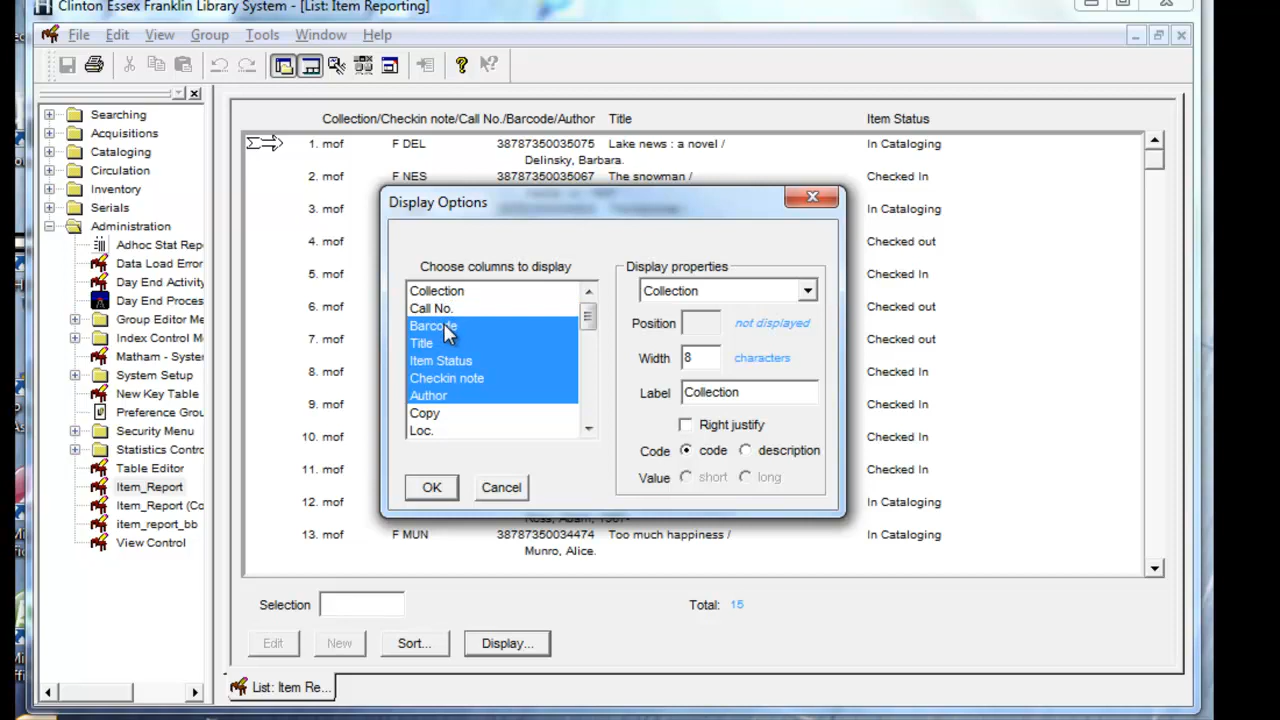 Clinton Essex Franklin Library System - [List: Item Reporting]
File Edit View Group Tools Window Help
Searching
Acquisitions
Cataloging
Circulation
Inventory
Serials
Administration
Adhoc Stat Rep
Data Load Error
Day End Activity
Day End Proces
Group Editor Me
Index Control M
Matham - System
System Setup
New Key Table
Preference Grou
Security Menu
Statistics Contro
Table Editor
Item_Report
Item_Report (Co
item_report_bb
View Control
Collection/Checkin note/Call No./Barcode/Author Title Item Status
1. mof F DEL 38787350035075 Lake news : a novel / In Cataloging
Delinsky, Barbara.
2. mof F NES 38787350035067 The snowman / Checked In
3. mof In Cataloging
4. mof Checked out
5. mof Checked In
6. mof Checked out
7. mof Checked out
8. mof Checked In
9. mof Checked In
10. mof Checked In
11. mof Checked In
12. mof In Cataloging
13. mof F MUN 38787350034474 Too much happiness / In Cataloging
Munro, Alice.
Display Options
Choose columns to display
Collection
Call No.
Barcode
Title
Item Status
Checkin note
Author
Copy
Loc.
OK Cancel
Display properties
Collection
Position not displayed
Width 8 characters
Label Collection
Right justify
Code code description
Value short long
Selection Total: 15
Edit New Sort... Display...
List: Item Re...